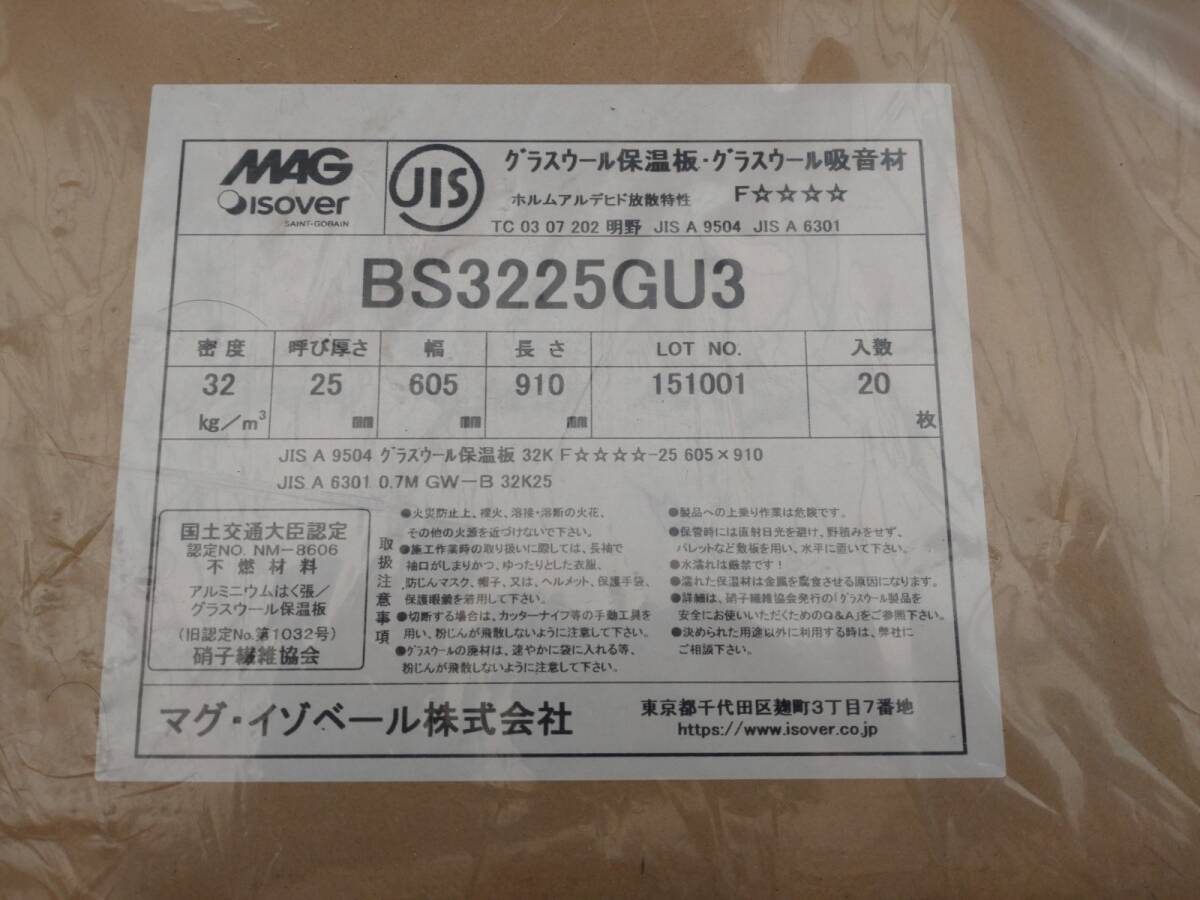 MAG
isover
SAINT-GOBAIN
JIS
グラスウール保温板・グラスウール吸音材
ホルムアルデヒド放散特性 F☆☆☆☆
TC 03 07 202 明野 JIS A 9504 JIS A 6301
BS3225GU3
密度 呼び厚さ 幅 長さ LOT NO. 入数
32 25 605 910 151001 20
kg/m³ mm mm mm 枚
JIS A 9504 グラスウール保温板 32K F☆☆☆☆-25 605×910
JIS A 6301 0.7M GW-B 32K25
国土交通大臣認定
認定NO. NM-8606
不燃材料
アルミニウムはく張/
グラスウール保温板
(旧認定No.第1032号)
硝子繊維協会
取扱注意事項
●火災防止上、裸火、溶接・溶断の火花、
その他の火源を近づけないで下さい。
●施工作業時の取り扱いに際しては、長袖で
袖口がしまりかつ、ゆったりとした衣服、
防じんマスク、帽子、又は、ヘルメット、保護手袋、
保護眼鏡を着用して下さい。
●切断する場合は、カッターナイフ等の手動工具を
用い、粉じんが飛散しないように注意して下さい。
●グラスウールの廃材は、速やかに袋に入れる等、
粉じんが飛散しないように注意して下さい。
●製品への上乗り作業は危険です。
●保管時には直射日光を避け、野積みをせず、
パレットなど敷板を用い、水平に置いて下さい。
●水濡れは厳禁です!
●濡れた保温材は金属を腐食させる原因になります。
●詳細は、硝子繊維協会発行の「グラスウール製品を
安全にお使いいただくためのQ&A」をご参照下さい。
●決められた用途以外に利用する時は、弊社に
ご相談下さい。
マグ・イゾベール株式会社
東京都千代田区麹町3丁目7番地
https://www.isover.co.jp